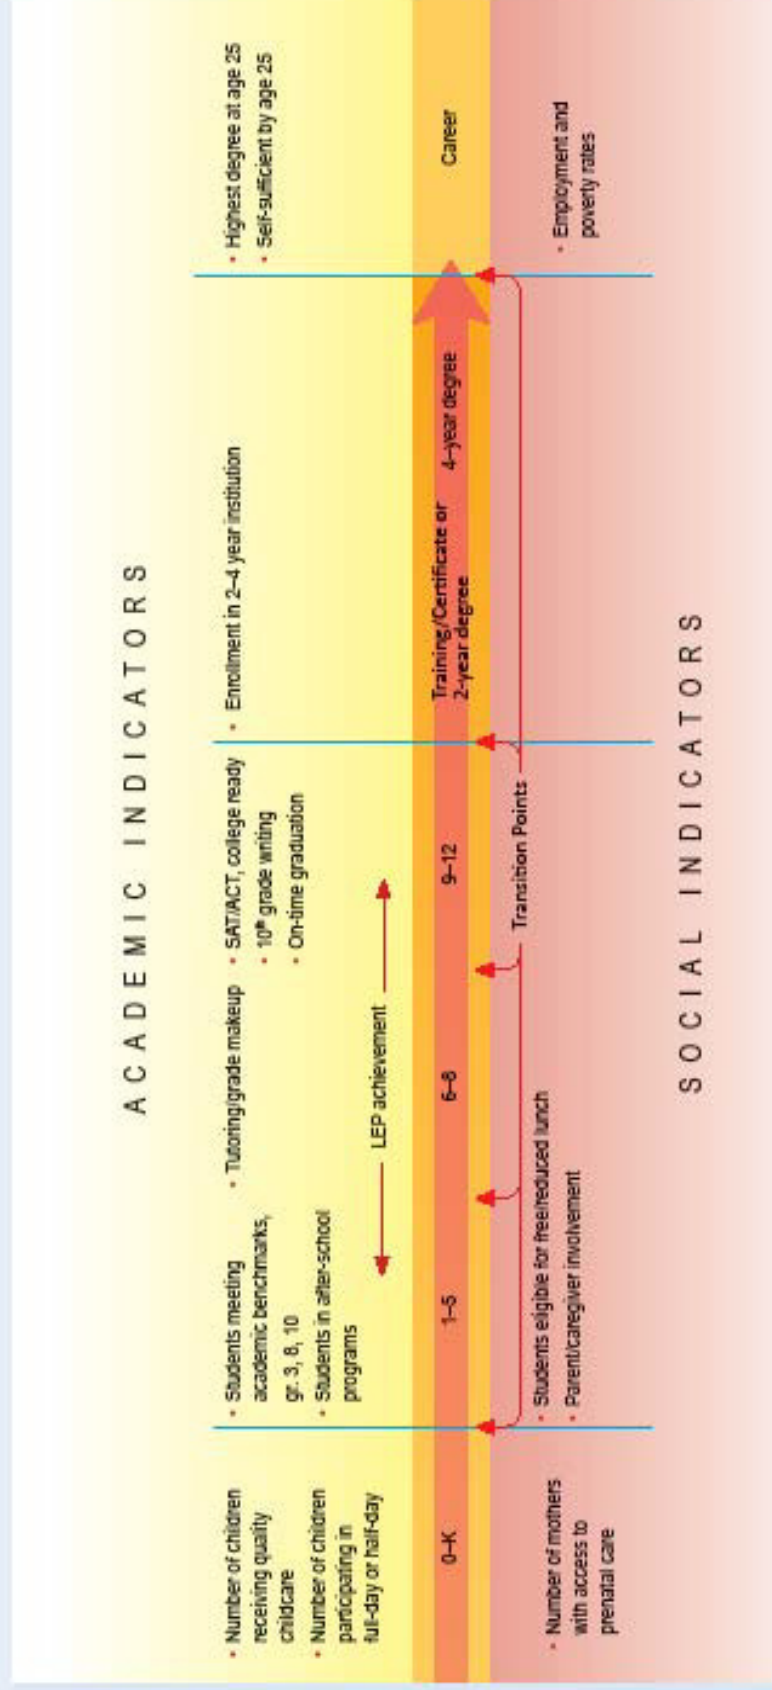 ACADEMIC INDICATORS
• Number of children
receiving quality
childcare
• Number of children
participating in
full-day or half-day
• Students meeting
academic benchmarks,
gr. 3, 8, 10
• Students in after-school
programs
• Tutoring/grade makeup
• SAT/ACT, college ready
• 10th grade writing
• On-time graduation
• Enrollment in 2–4 year institution
• Highest degree at age 25
• Self-sufficient by age 25
LEP achievement
0–K
1–5
6–8
9–12
Training/Certificate or
2-year degree
4–year degree
Career
Transition Points
• Number of mothers
with access to
prenatal care
• Students eligible for free/reduced lunch
• Parent/caregiver involvement
• Employment and
poverty rates
SOCIAL INDICATORS